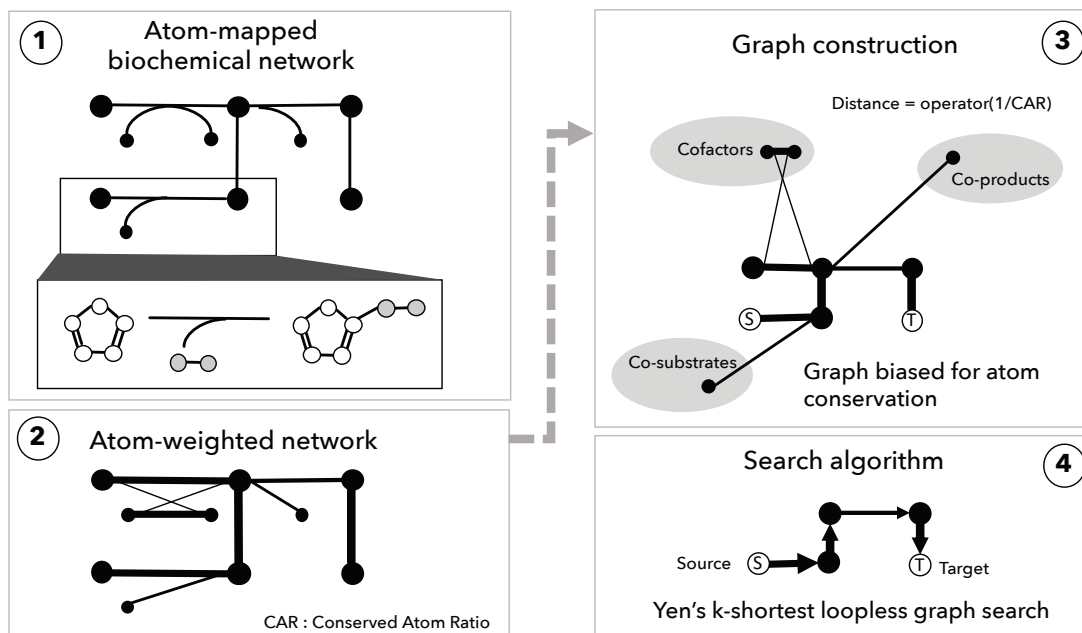 1
Atom-mapped
biochemical network
2
Atom-weighted network
CAR : Conserved Atom Ratio
3
Graph construction
Distance = operator(1/CAR)
Cofactors
Co-products
S
T
Co-substrates
Graph biased for atom
conservation
4
Search algorithm
Source
S
T
Target
Yen's k-shortest loopless graph search